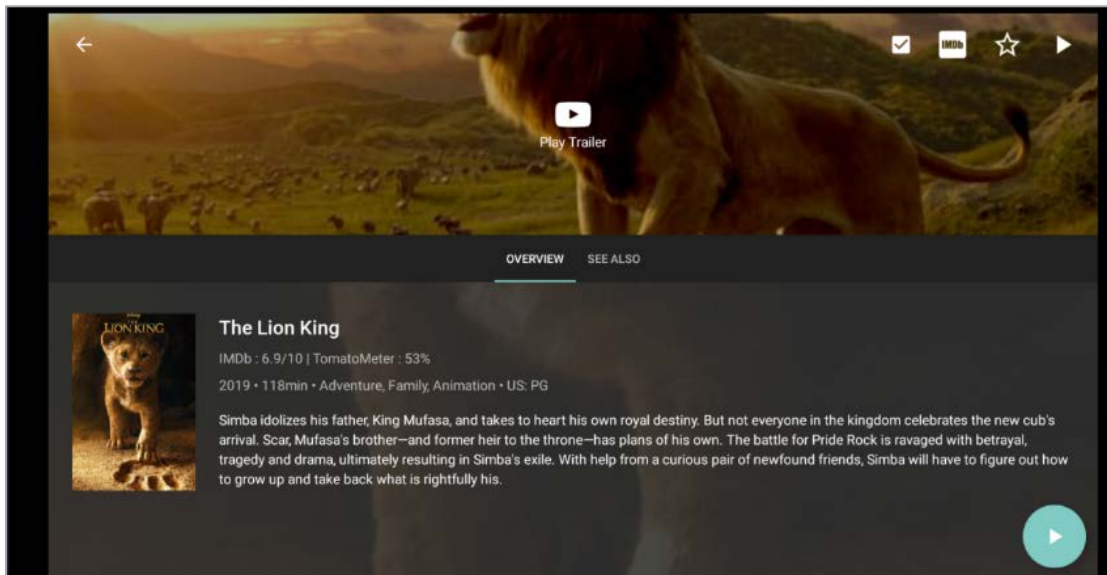 IMDb
Play Trailer
OVERVIEW SEE ALSO
Disney
THE
LION KING
The Lion King
IMDb : 6.9/10 | TomatoMeter : 53%
2019 • 118min • Adventure, Family, Animation • US: PG
Simba idolizes his father, King Mufasa, and takes to heart his own royal destiny. But not everyone in the kingdom celebrates the new cub's
arrival. Scar, Mufasa's brother—and former heir to the throne—has plans of his own. The battle for Pride Rock is ravaged with betrayal,
tragedy and drama, ultimately resulting in Simba's exile. With help from a curious pair of newfound friends, Simba will have to figure out how
to grow up and take back what is rightfully his.